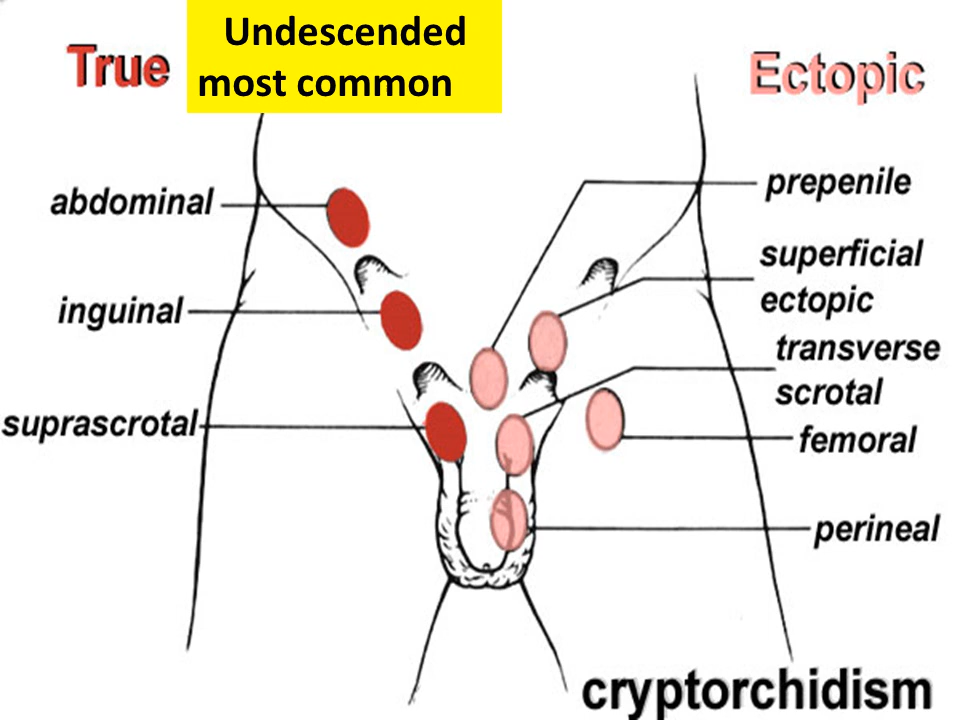 Undescended
most common
True
Ectopic
abdominal
inguinal
suprascrotal
prepenile
superficial
ectopic
transverse
scrotal
femoral
perineal
cryptorchidism